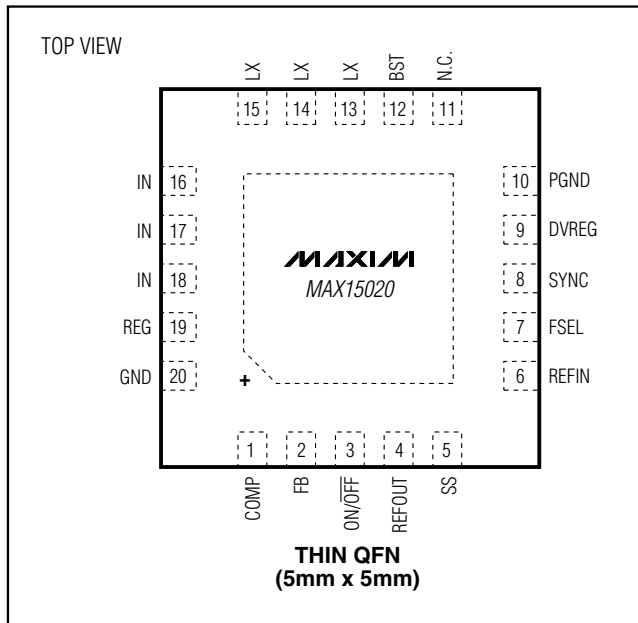 TOP VIEW
LX LX LX BST N.C.
15 14 13 12 11
IN 16
IN 17
IN 18
REG 19
GND 20
10 PGND
9 DVREG
8 SYNC
7 FSEL
6 REFIN
MAXIM
MAX15020
+
1 2 3 4 5
COMP FB ON/OFF REFOUT SS
THIN QFN
(5mm x 5mm)